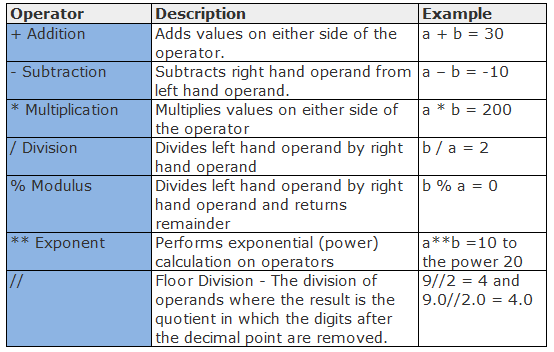 Operator Description Example
+ Addition Adds values on either side of the a + b = 30
operator.
- Subtraction Subtracts right hand operand from a – b = -10
left hand operand.
* Multiplication Multiplies values on either side of a * b = 200
the operator
/ Division Divides left hand operand by right b / a = 2
hand operand
% Modulus Divides left hand operand by right b % a = 0
hand operand and returns
remainder
** Exponent Performs exponential (power) a**b =10 to
calculation on operators the power 20
// Floor Division - The division of 9//2 = 4 and
operands where the result is the 9.0//2.0 = 4.0
quotient in which the digits after
the decimal point are removed.